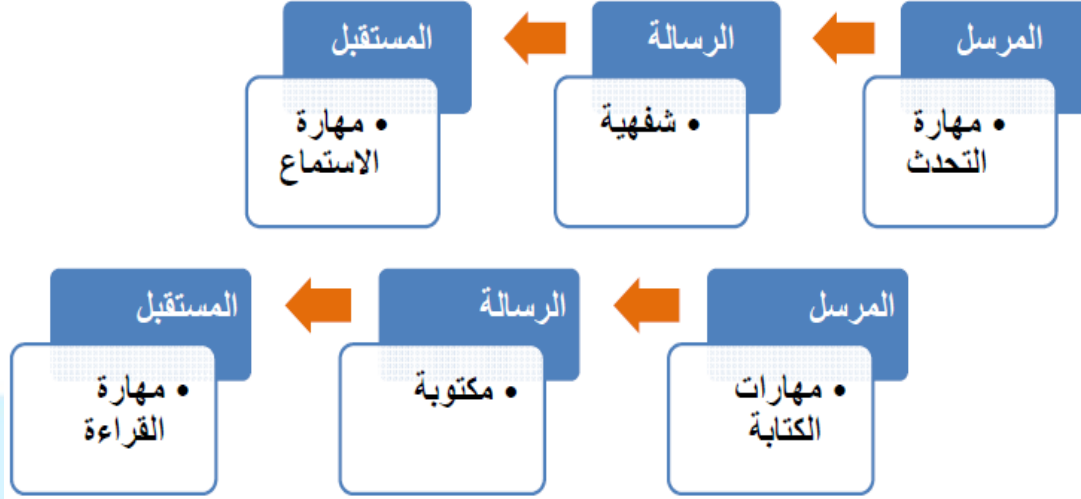 المرسل
• مهارة
التحدث
الرسالة
• شفهية
المستقبل
• مهارة
الاستماع
المرسل
• مهارات
الكتابة
الرسالة
• مكتوبة
المستقبل
• مهارة
القراءة